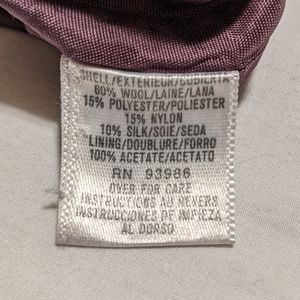 SHELL/EXTERIEUR/CUBIERTA
60% WOOL/LAINE/LANA
15% POLYESTER/POLIESTER
15% NYLON
10% SILK/SOIE/SEDA
LINING/DOUBLURE/FORRO
100% ACETATE/ACETATO
RN 93986
OVER FOR CARE
INSTRUCTIONS AU REVERS
INSTRUCCIONES DE LIMPIEZA
AL DORSO